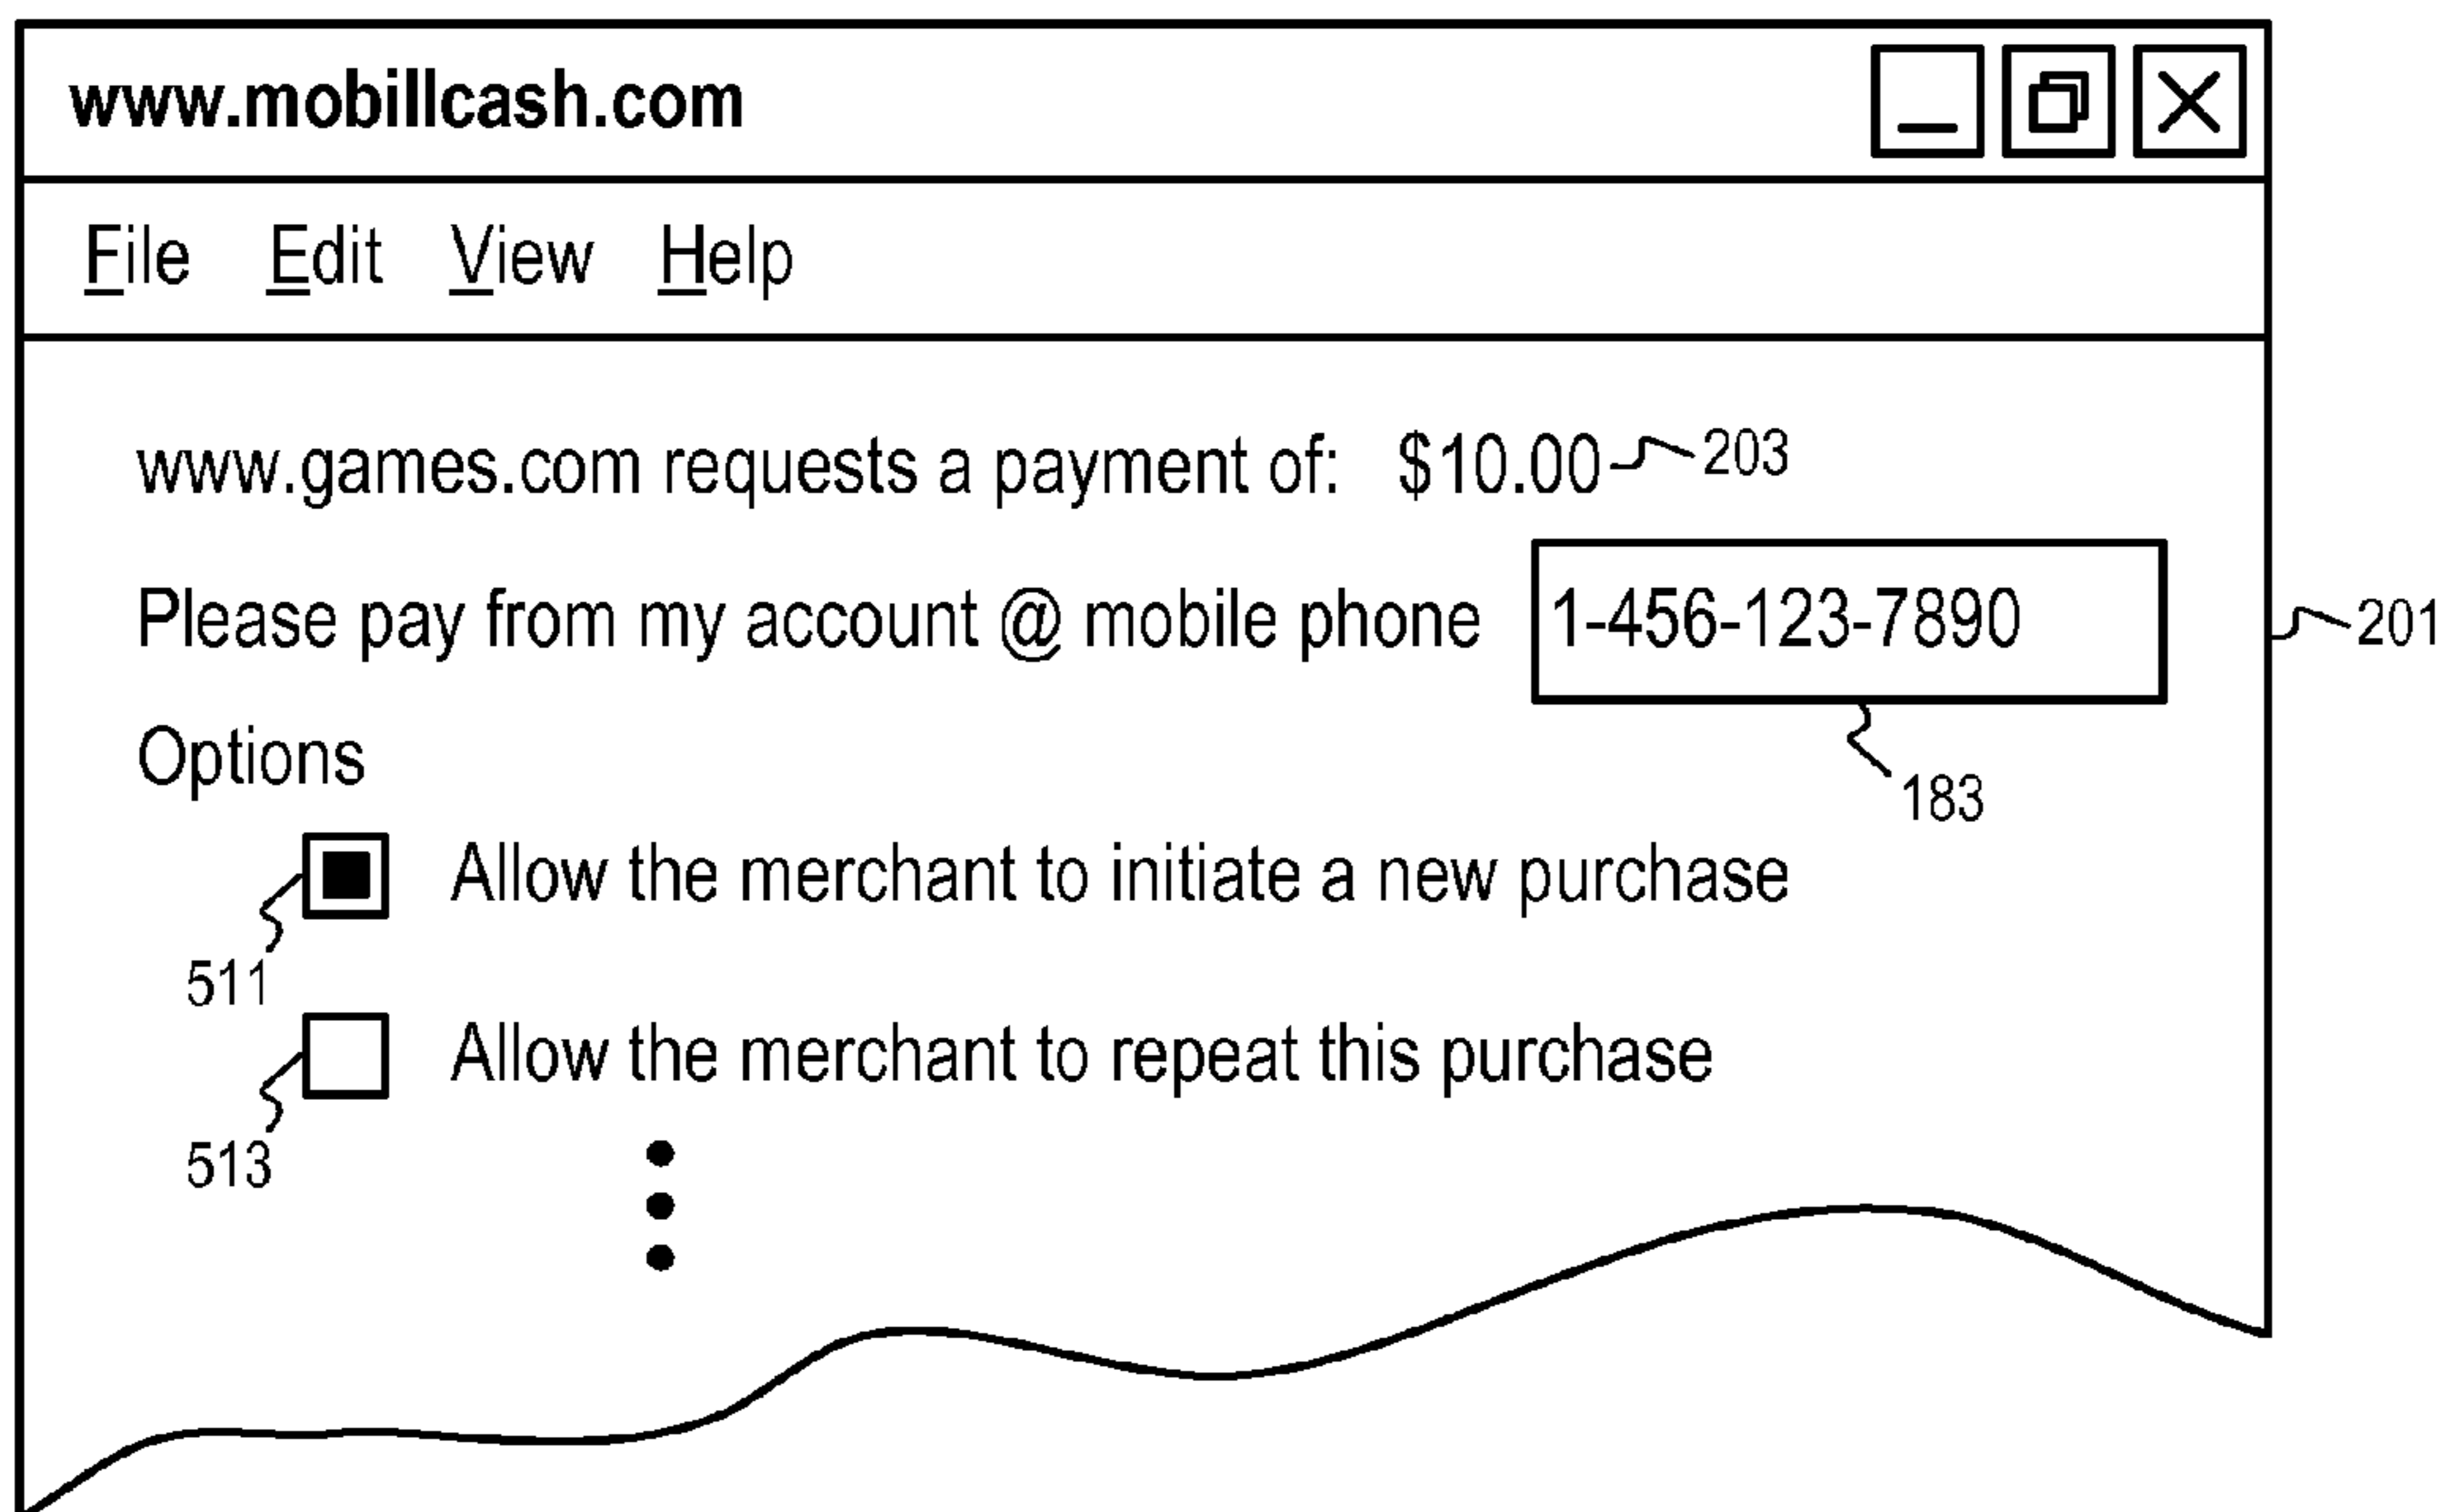 www.mobillcash.com
File Edit View Help
www.games.com requests a payment of: $10.00 203
Please pay from my account @ mobile phone 1-456-123-7890 201
Options
183
Allow the merchant to initiate a new purchase
511
Allow the merchant to repeat this purchase
513